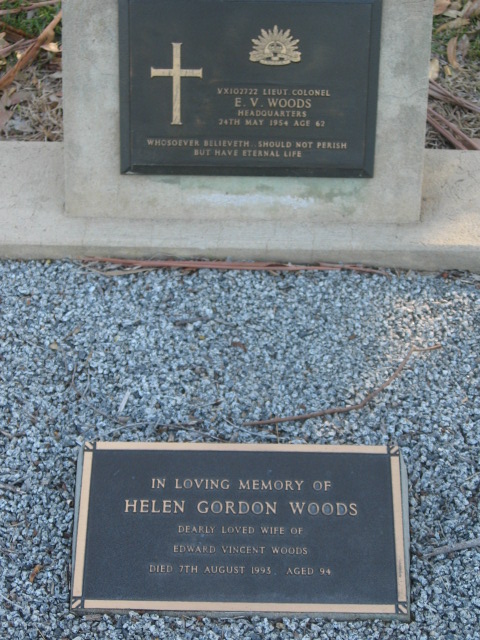 VX102722 LIEUT COLONEL
E. V. WOODS
HEADQUARTERS
24TH MAY 1954 AGE 62
WHOSOEVER BELIEVETH.. SHOULD NOT PERISH
BUT HAVE ETERNAL LIFE
IN LOVING MEMORY OF
HELEN GORDON WOODS
DEARLY LOVED WIFE OF
EDWARD VINCENT WOODS
DIED 7TH AUGUST 1993 AGED 94